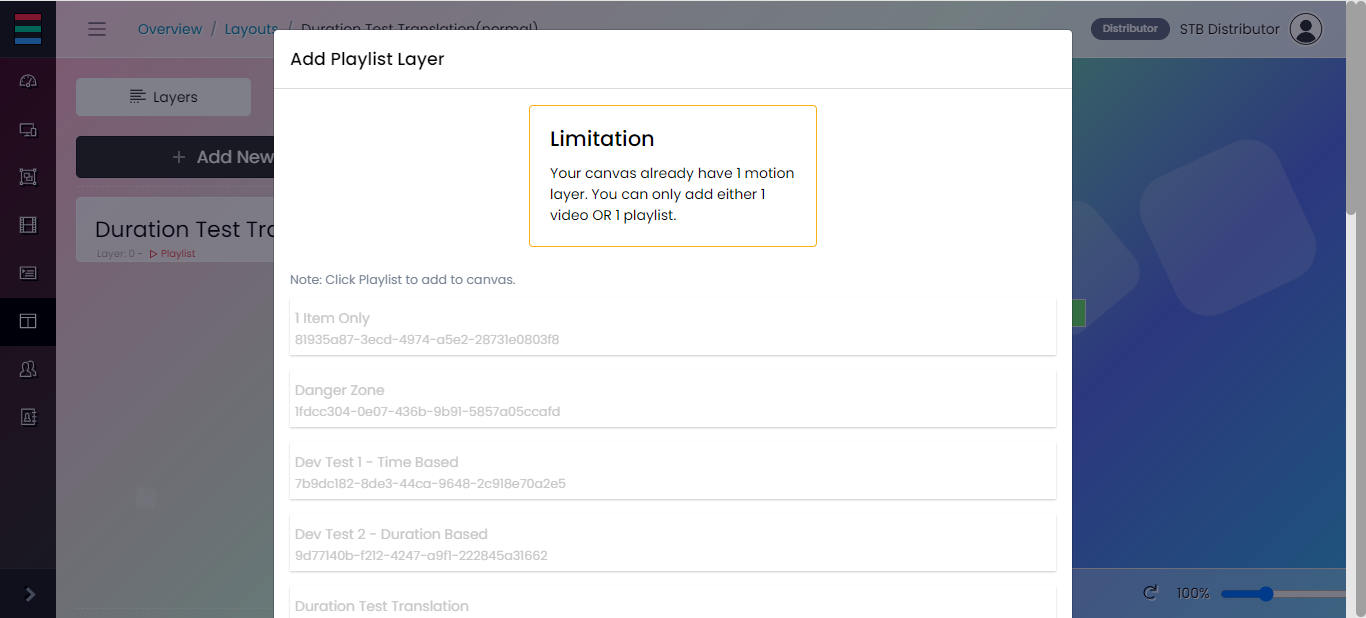 Overview / Layouts / Duration Test Translation(normal)
Distributor
STB Distributor
Layers
+ Add New
Duration Test Tra
Layer: 0 - Playlist
Add Playlist Layer
Limitation
Your canvas already have 1 motion
layer. You can only add either 1
video OR 1 playlist.
Note: Click Playlist to add to canvas.
1 Item Only
81935a87-3ecd-4974-a5e2-28731e0803f8
Danger Zone
1fdcc304-0e07-436b-9b91-5857a05ccafd
Dev Test 1 - Time Based
7b9dc182-8de3-44ca-9648-2c918e70a2e5
Dev Test 2 - Duration Based
9d77140b-f212-4247-a9f1-222845a31662
Duration Test Translation
100%